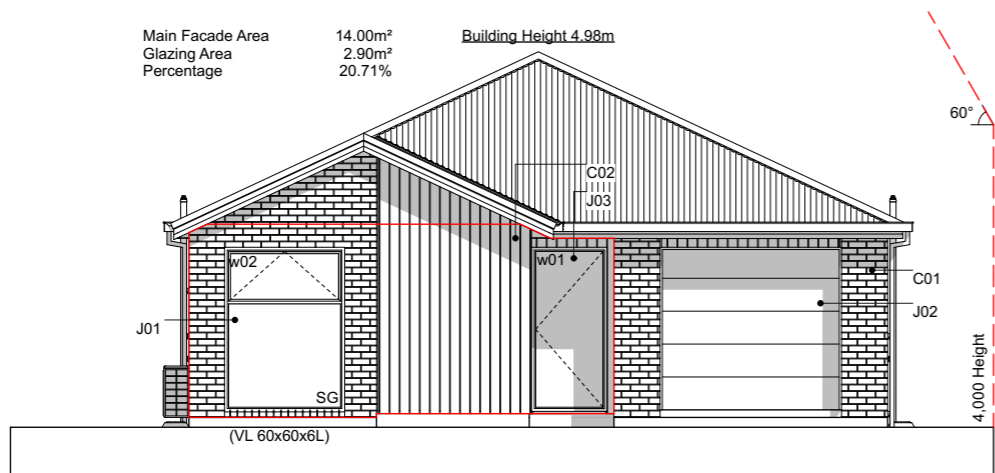 Main Facade Area 14.00m²
Glazing Area 2.90m²
Percentage 20.71%
Building Height 4.98m
60°
C02
J03
w02
w01
C01
J02
J01
SG
4,000 Height
(VL 60x60x6L)